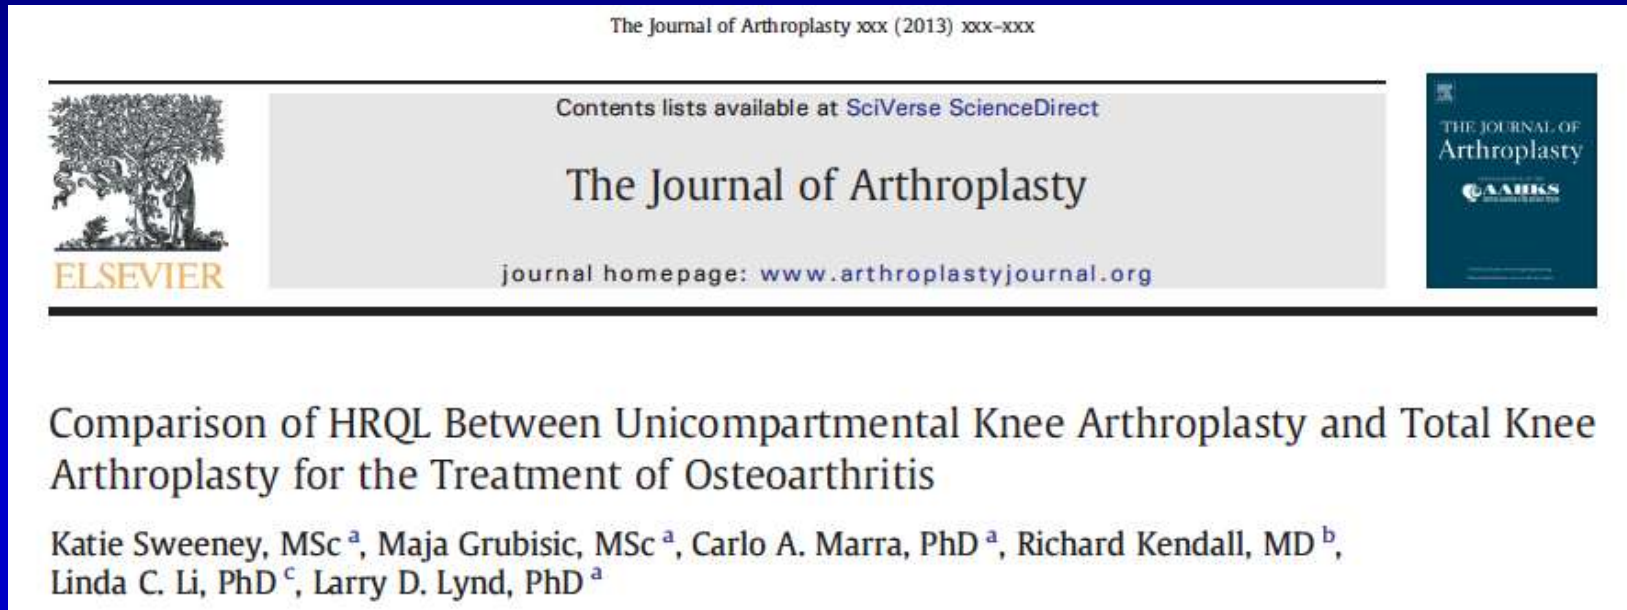 The Journal of Arthroplasty xxx (2013) xxx–xxx
Contents lists available at SciVerse ScienceDirect
The Journal of Arthroplasty
journal homepage: www.arthroplastyjournal.org
ELSEVIER
THE JOURNAL OF
Arthroplasty
AAHKS
Comparison of HRQL Between Unicompartmental Knee Arthroplasty and Total Knee
Arthroplasty for the Treatment of Osteoarthritis
Katie Sweeney, MSc a, Maja Grubisic, MSc a, Carlo A. Marra, PhD a, Richard Kendall, MD b,
Linda C. Li, PhD c, Larry D. Lynd, PhD a